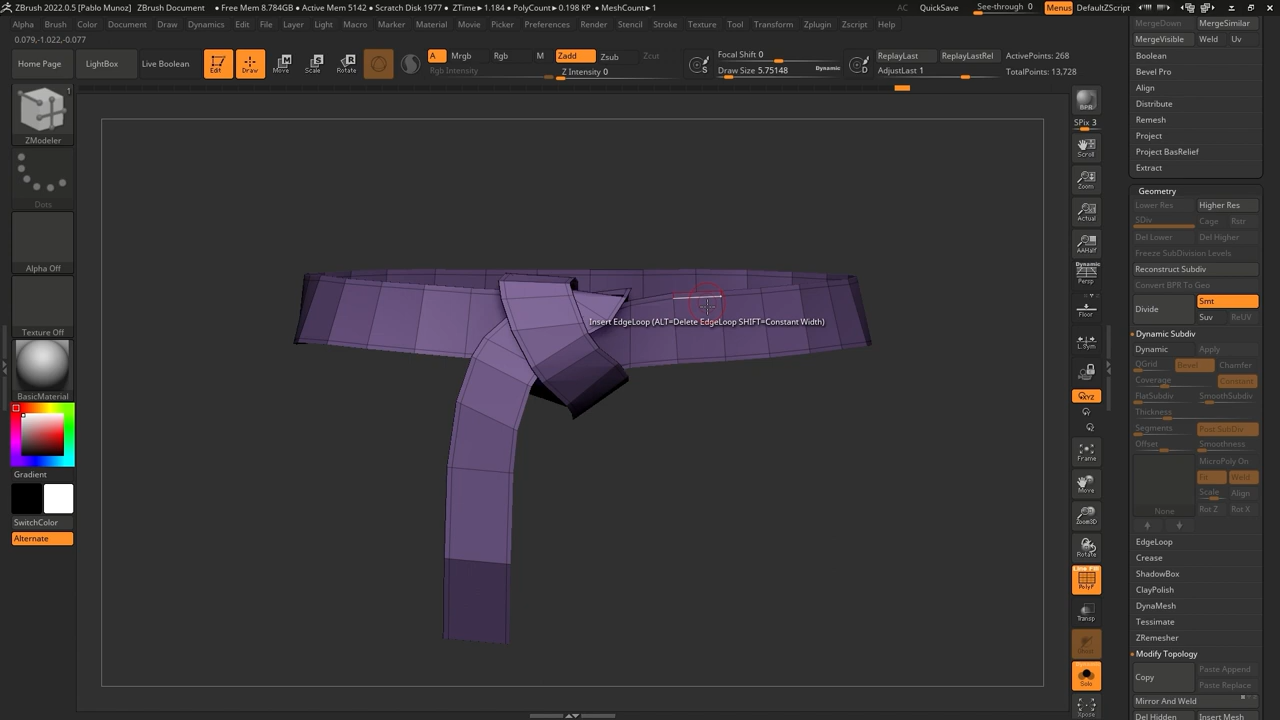 ZBrush 2022.0.5 [Pablo Munoz] ZBrush Document • Free Mem 8.784GB • Active Mem 5142 • Scratch Disk 1977 • ZTime ▸ 1.184 • PolyCount ▸ 0.198 KP • MeshCount ▸ 1 AC QuickSave See-through 0 Menus DefaultZScript
Alpha Brush Color Document Draw Dynamics Edit File Layer Light Macro Marker Material Movie Picker Preferences Render Stencil Stroke Texture Tool Transform Zplugin Zscript Help
0.079,-1.022,-0.077
Home Page LightBox Live Boolean Edit Draw Move Scale Rotate A Mrgb Rgb M Zadd Zsub Zcut
Rgb Intensity Z Intensity 0
S Focal Shift 0
Draw Size 5.75148 Dynamic
D ReplayLast ReplayLastRel
AdjustLast 1
ActivePoints: 268
TotalPoints: 13,728
1
ZModeler
Dots
Alpha Off
Texture Off
BasicMaterial
Gradient
SwitchColor
Alternate
Insert EdgeLoop (ALT=Delete EdgeLoop SHIFT=Constant Width)
BPR
SPix 3
Scroll
Zoom
Actual
AAHalf
Dynamic
Persp
Floor
L.Sym
XYZ
Frame
Move
Zoom3D
Rotate
Line Fill
PolyF
Transp
Ghost
Solo
Xpose
MergeDown MergeSimilar
MergeVisible Weld Uv
Boolean
Bevel Pro
Align
Distribute
Remesh
Project
Project BasRelief
Extract
Geometry
Lower Res Higher Res
SDiv Cage Rstr
Del Lower Del Higher
Freeze SubDivision Levels
Reconstruct Subdiv
Convert BPR To Geo
Divide Smt
Suv ReUV
Dynamic Subdiv
Dynamic Apply
QGrid Bevel Chamfer
Coverage Constant
FlatSubdiv SmoothSubdiv
Thickness
Segments Post SubDiv
Offset Smoothness
MicroPoly On
Fit Weld
Scale Align
None Rot Z Rot X
EdgeLoop
Crease
ShadowBox
ClayPolish
DynaMesh
Tessimate
ZRemesher
Modify Topology
Copy Paste Append
Paste Replace
Mirror And Weld
Del Hidden Insert Mesh